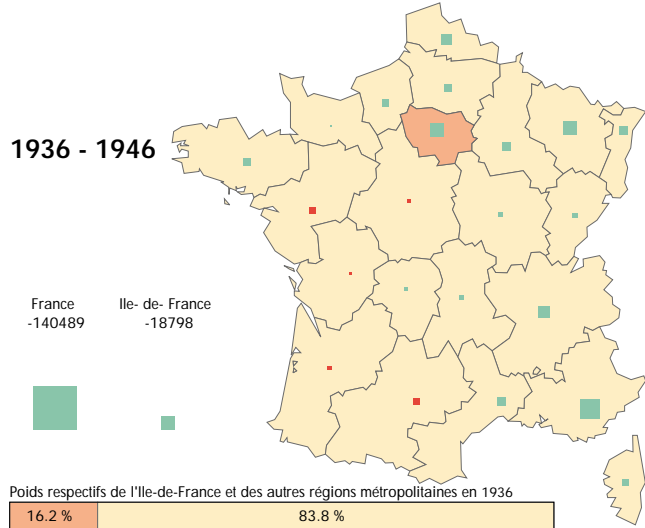 1936 - 1946
France
-140489
Ile- de- France
-18798
Poids respectifs de l'Ile-de-France et des autres régions métropolitaines en 1936
16.2 %
83.8 %